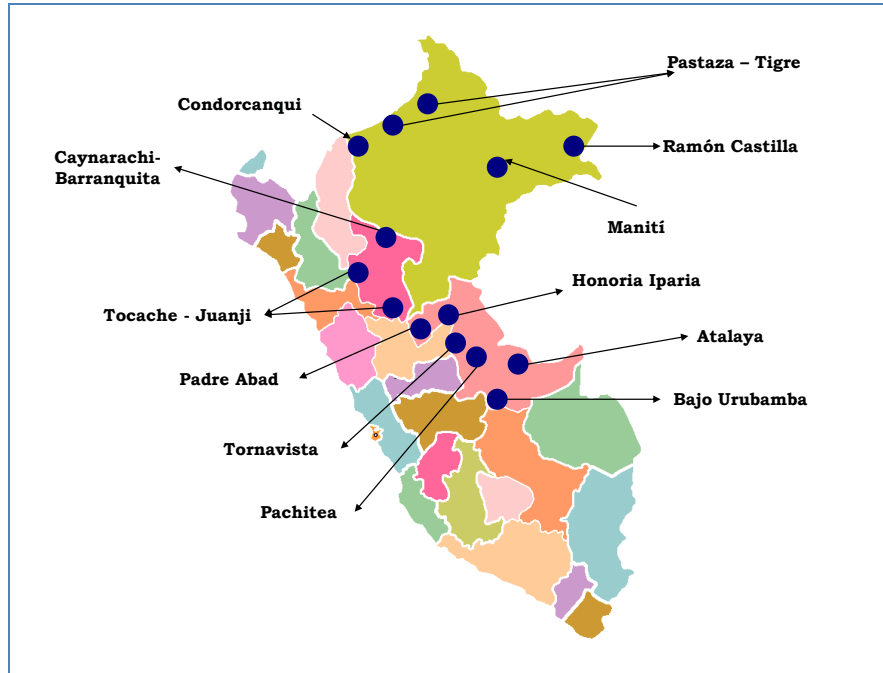 Pastaza – Tigre
Condorcanqui
Ramón Castilla
Caynarachi-
Barranquita
Manití
Honoria Iparia
Tocache - Juanji
Atalaya
Padre Abad
Bajo Urubamba
Tornavista
Pachitea